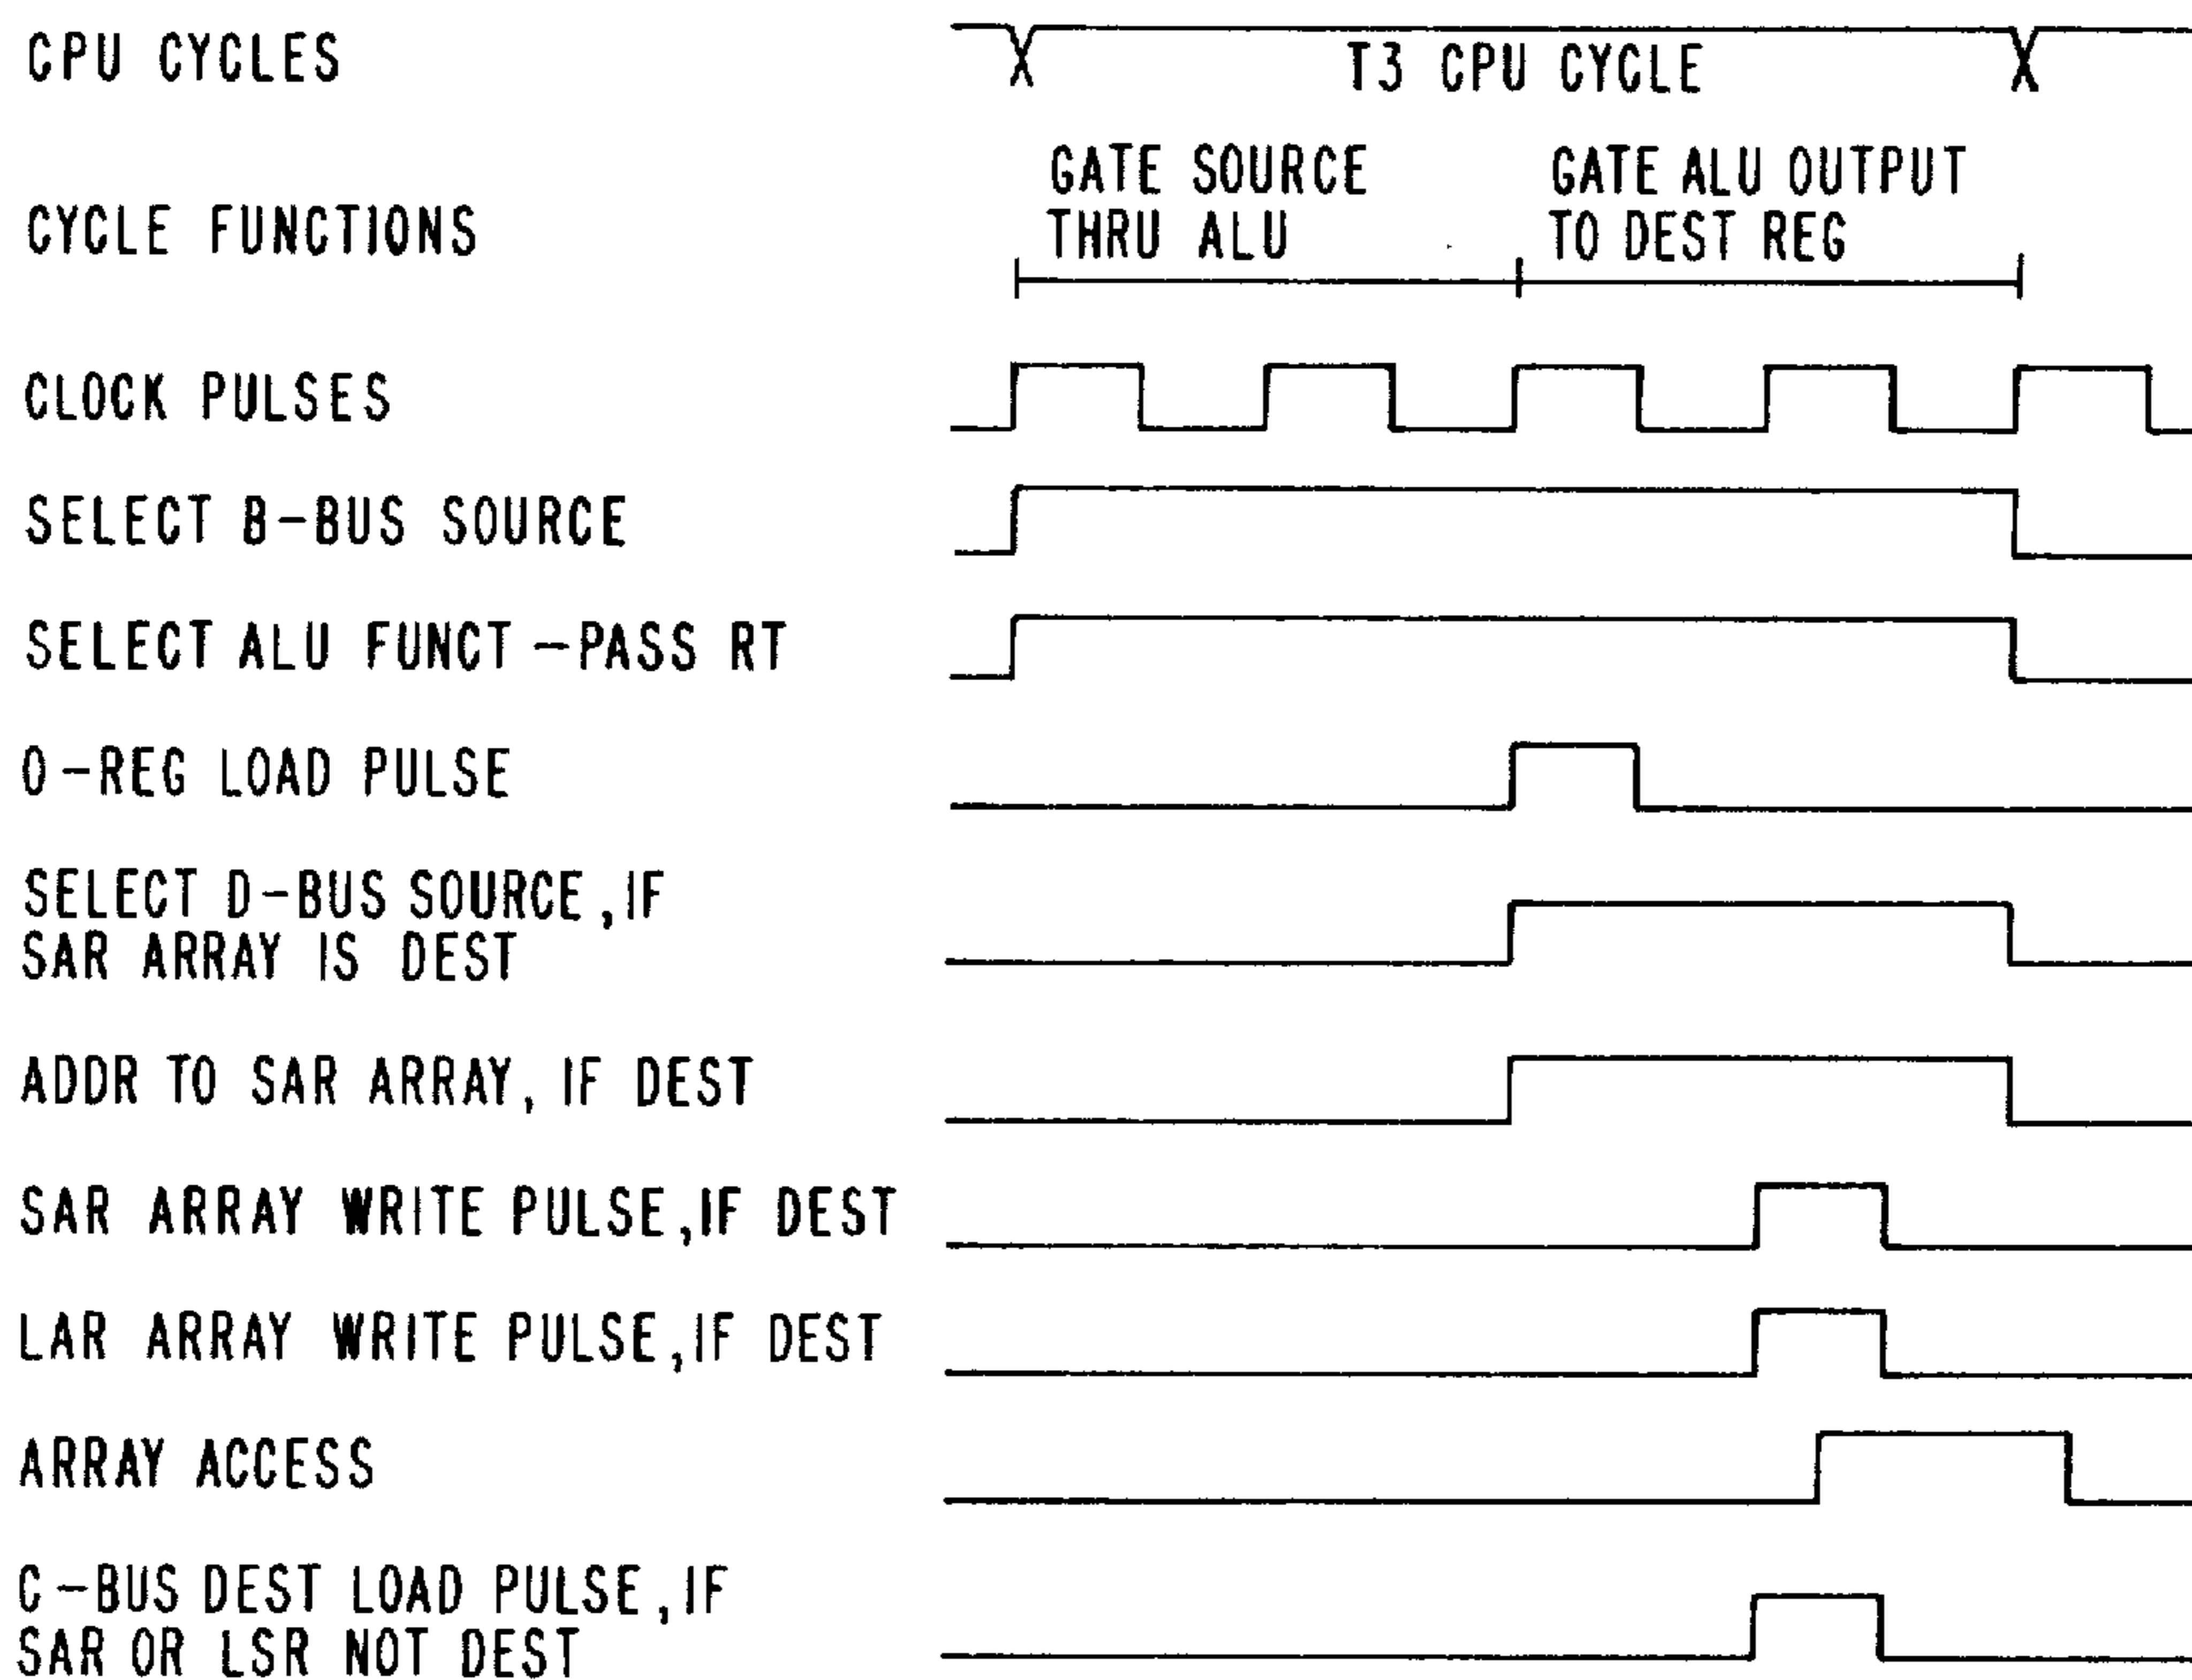 CPU CYCLES
T3 CPU CYCLE
CYCLE FUNCTIONS
GATE SOURCE
THRU ALU
GATE ALU OUTPUT
TO DEST REG
CLOCK PULSES
SELECT B-BUS SOURCE
SELECT ALU FUNCT -PASS RT
O-REG LOAD PULSE
SELECT D-BUS SOURCE, IF
SAR ARRAY IS DEST
ADDR TO SAR ARRAY, IF DEST
SAR ARRAY WRITE PULSE, IF DEST
LAR ARRAY WRITE PULSE, IF DEST
ARRAY ACCESS
C-BUS DEST LOAD PULSE, IF
SAR OR LSR NOT DEST